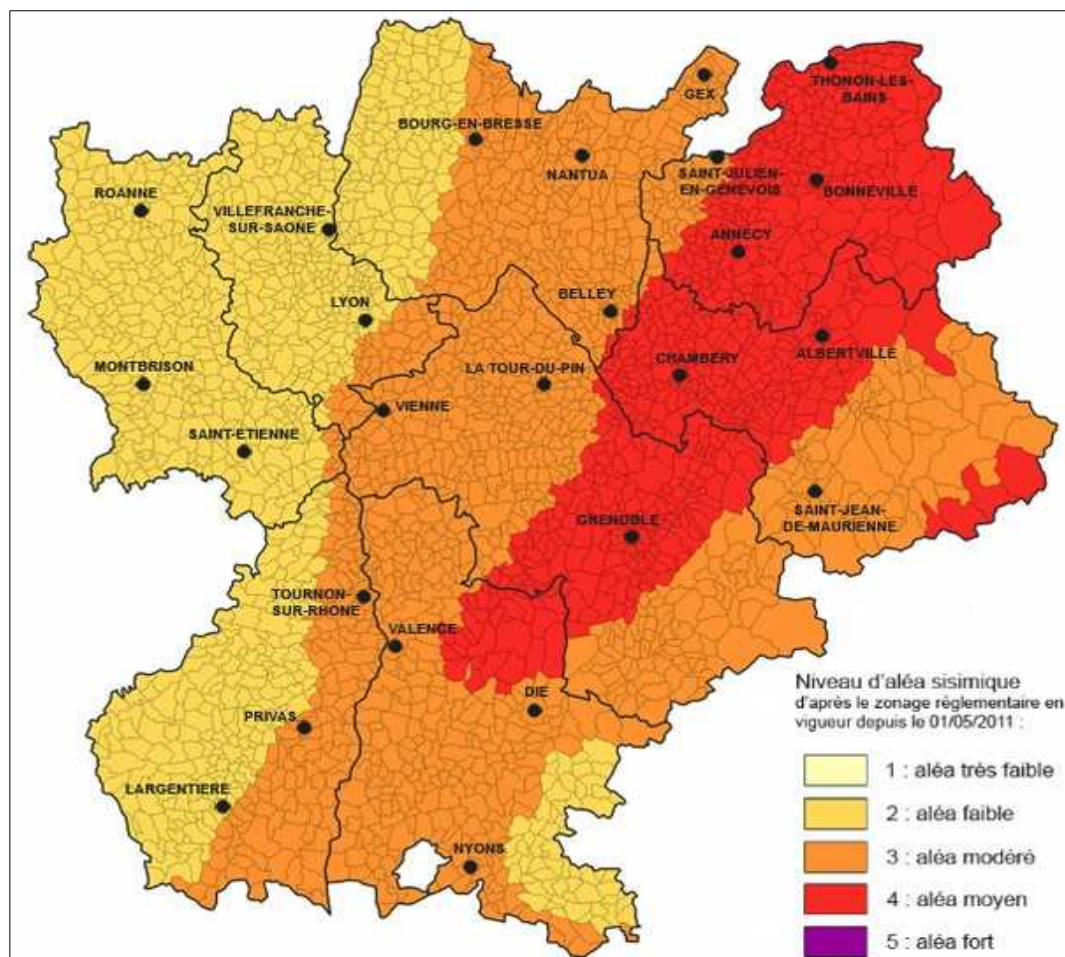 THONON-LES-
BAINS
GEX
BOURG-EN-BRESSE
NANTUA
SAINT-JULIEN-
EN-GENEVOIS
BONNEVILLE
ROANNE
VILLEFRANCHE-
SUR-SAONE
ANNECY
LYON
BELLEY
ALBERTVILLE
CHAMBÉRY
MONTBRISON
LA TOUR-DU-PIN
VIENNE
SAINT-ETIENNE
SAINT-JEAN-
DE-MAURIENNE
GRENOBLE
TOURNON-
SUR-RHONE
VALENCE
DIE
PRIVAS
LARGENTIERE
NYONS
Niveau d'aléa sisimique
d'après le zonage réglementaire en
vigueur depuis le 01/05/2011 :
1 : aléa très faible
2 : aléa faible
3 : aléa modéré
4 : aléa moyen
5 : aléa fort